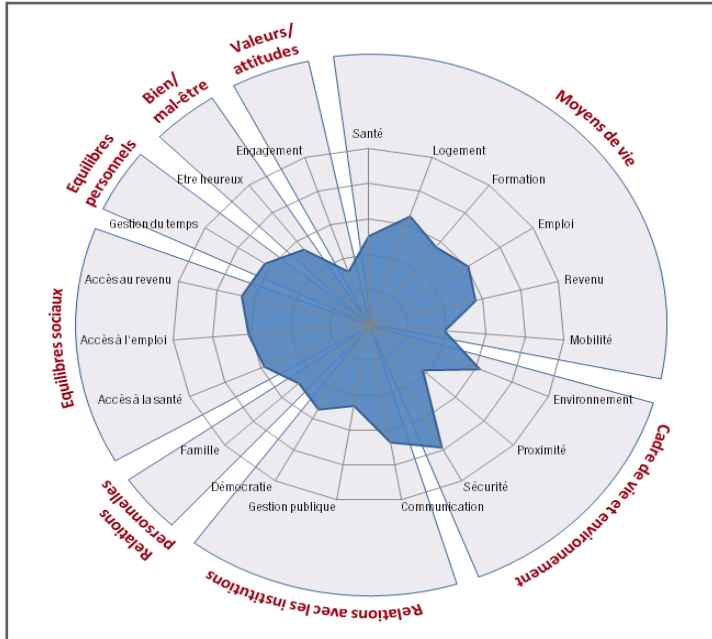 Valeurs/
attitudes
Bien/
mal-être
Equilibres
personnels
Equilibres sociaux
Relations
personnelles
Relations avec les institutions
Cadre de vie et environnement
Moyens de vie
Santé
Logement
Formation
Emploi
Revenu
Mobilité
Environnement
Proximité
Sécurité
Communication
Gestion publique
Démocratie
Famille
Accès à la santé
Accès à l'emploi
Accès au revenu
Gestion du temps
Etre heureux
Engagement